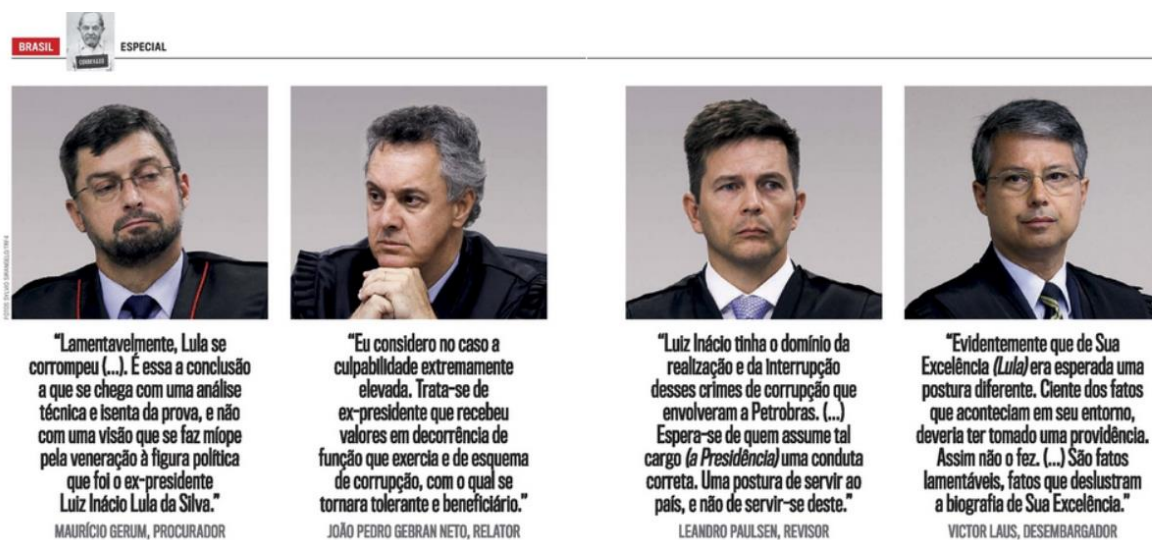 BRASIL
ESPECIAL
CONDENADO
FOTOS SYLVIO SIRANGELO/TRF4
“Lamentavelmente, Lula se
corrompeu (...). É essa a conclusão
a que se chega com uma análise
técnica e isenta da prova, e não
com uma visão que se faz míope
pela veneração à figura política
que foi o ex-presidente
Luiz Inácio Lula da Silva.”
MAURÍCIO GERUM, PROCURADOR
“Eu considero no caso a
culpabilidade extremamente
elevada. Trata-se de
ex-presidente que recebeu
valores em decorrência de
função que exercia e de esquema
de corrupção, com o qual se
tornara tolerante e beneficiário.”
JOÃO PEDRO GEBRAN NETO, RELATOR
“Luiz Inácio tinha o domínio da
realização e da interrupção
desses crimes de corrupção que
envolveram a Petrobras. (...)
Espera-se de quem assume tal
cargo (a Presidência) uma conduta
correta. Uma postura de servir ao
país, e não de servir-se deste.”
LEANDRO PAULSEN, REVISOR
“Evidentemente que de Sua
Excelência (Lula) era esperada uma
postura diferente. Ciente dos fatos
que aconteciam em seu entorno,
deveria ter tomado uma providência.
Assim não o fez. (...) São fatos
lamentáveis, fatos que deslustram
a biografia de Sua Excelência.”
VICTOR LAUS, DESEMBARGADOR